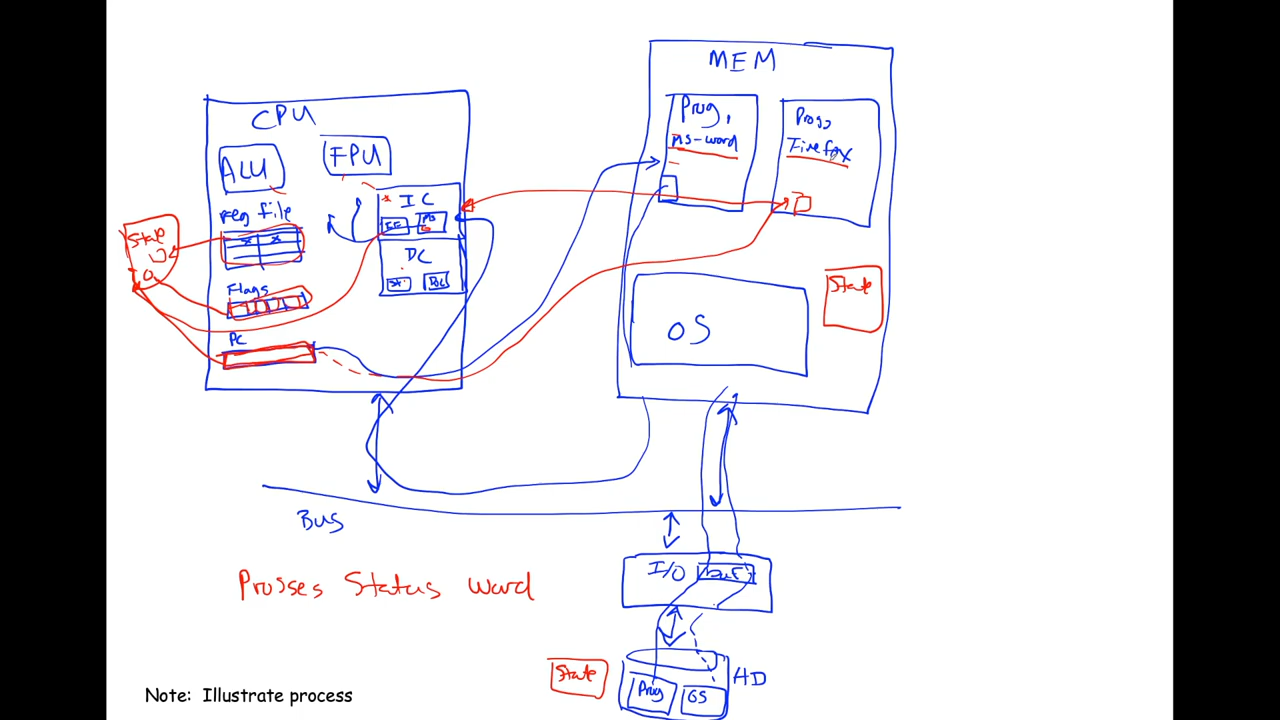 MEM
CPU
Prog,
MS-word
Prog2
Firefox
ALU
FPU
IC
reg file
State
DC
Flags
PC
State
OS
Bus
I/O
buf
Prosses Status word
State
HD
Prog
OS
Note: Illustrate process